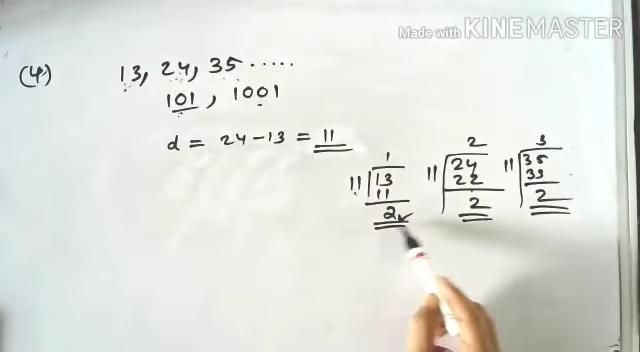 Made with KINEMASTER
(4) 13, 24, 35 .....
101, 1001
d = 24 - 13 = 11
1 2 3
11 13 11 24 11 35
11 22 33
2 2 2